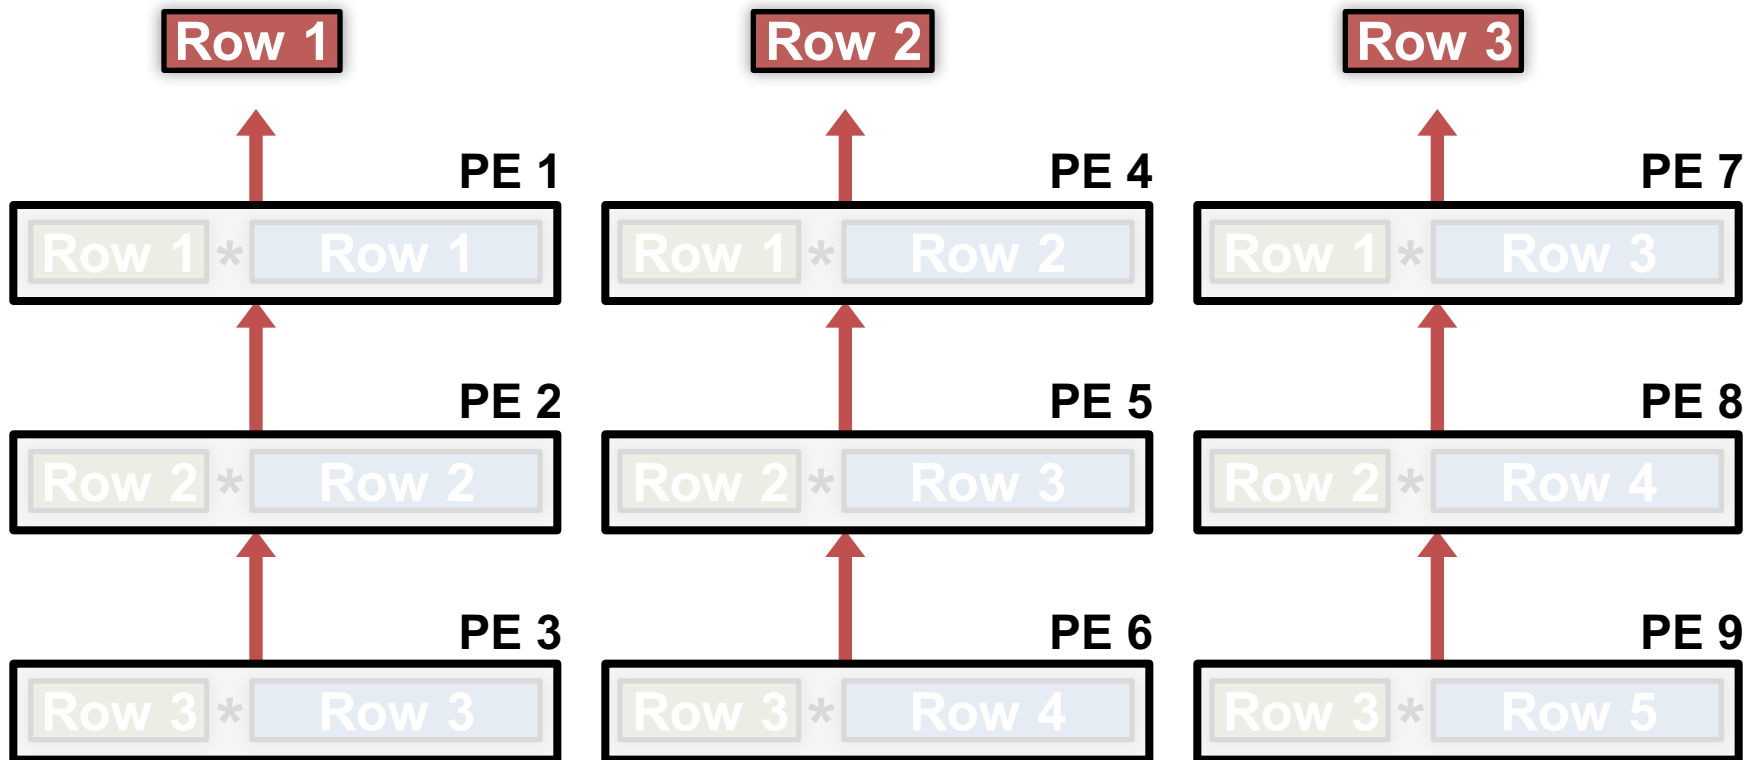 Row 1 Row 2 Row 3
PE 1 PE 4 PE 7
Row 1 * Row 1 Row 1 * Row 2 Row 1 * Row 3
PE 2 PE 5 PE 8
Row 2 * Row 2 Row 2 * Row 3 Row 2 * Row 4
PE 3 PE 6 PE 9
Row 3 * Row 3 Row 3 * Row 4 Row 3 * Row 5